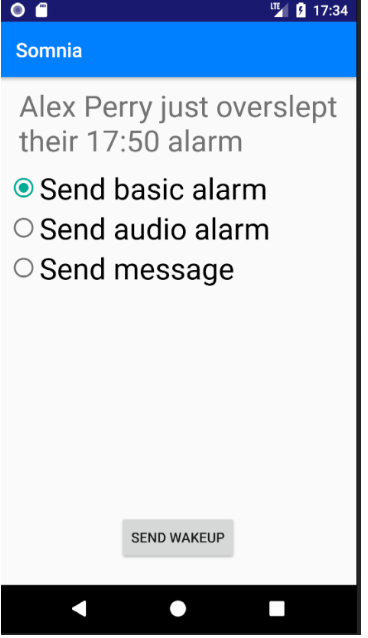 LTE 17:34
Somnia
Alex Perry just overslept
their 17:50 alarm
Send basic alarm
Send audio alarm
Send message
SEND WAKEUP